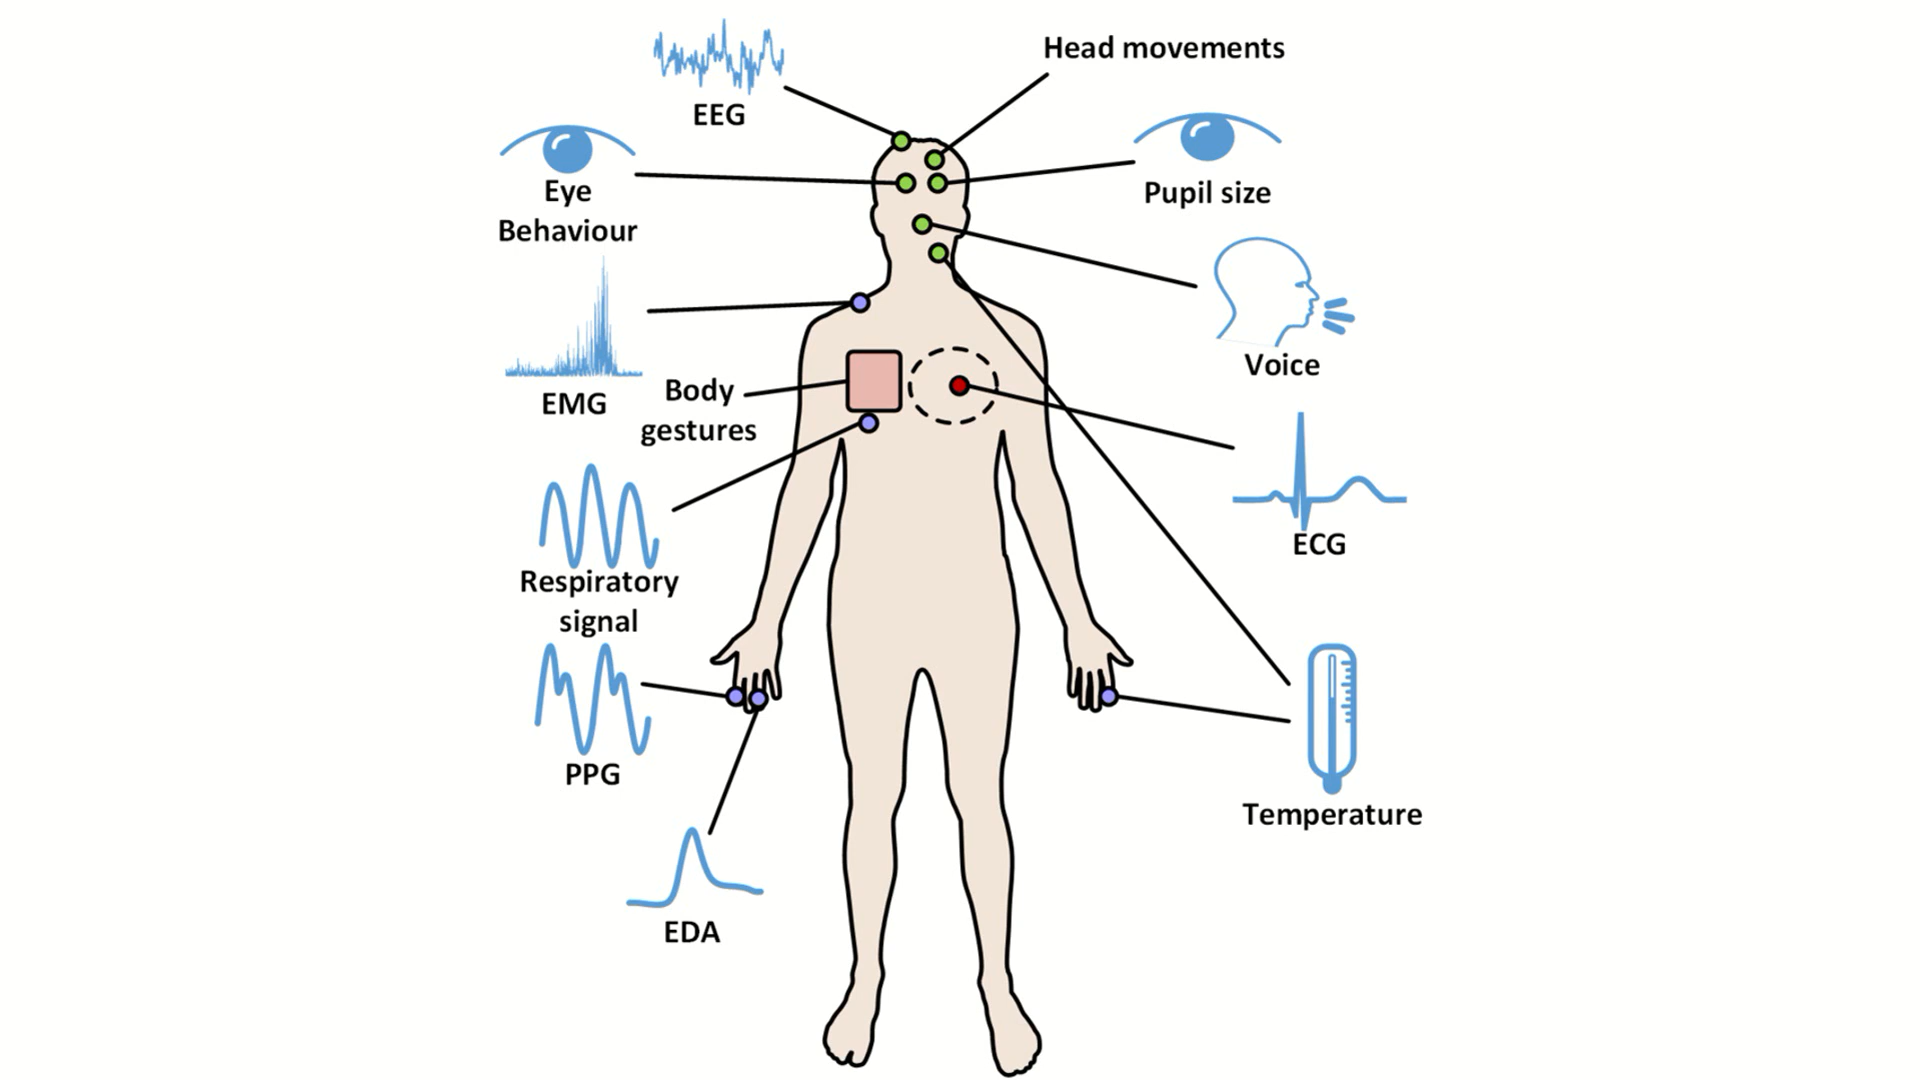 EEG
Head movements
Eye
Behaviour
Pupil size
EMG
Voice
Body
gestures
ECG
Respiratory
signal
PPG
Temperature
EDA